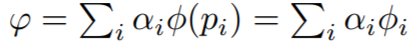 φ = ∑ᵢ αᵢϕ(pᵢ) = ∑ᵢ αᵢϕᵢ